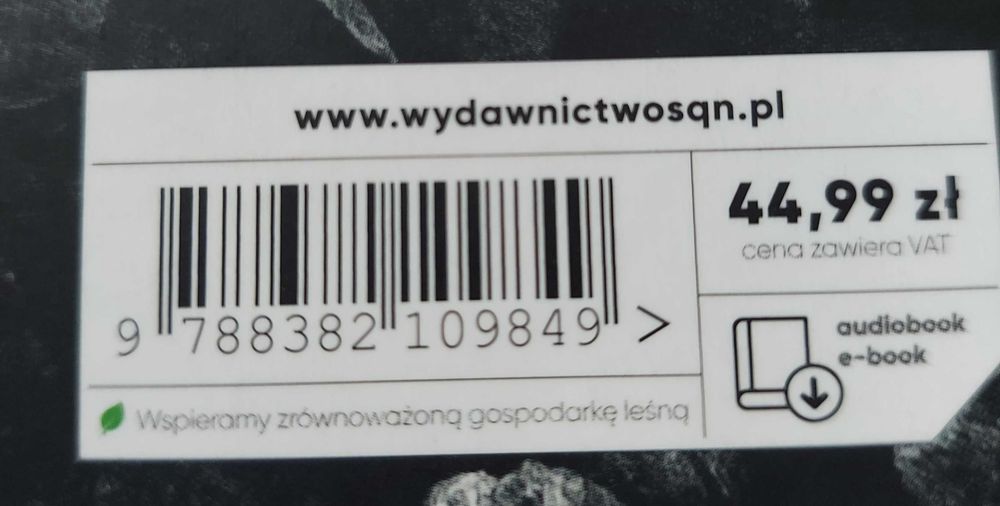 www.wydawnictwosqn.pl
44,99 zł
cena zawiera VAT
9 788382 109849 >
audiobook
e-book
Wspieramy zrównoważoną gospodarkę leśną